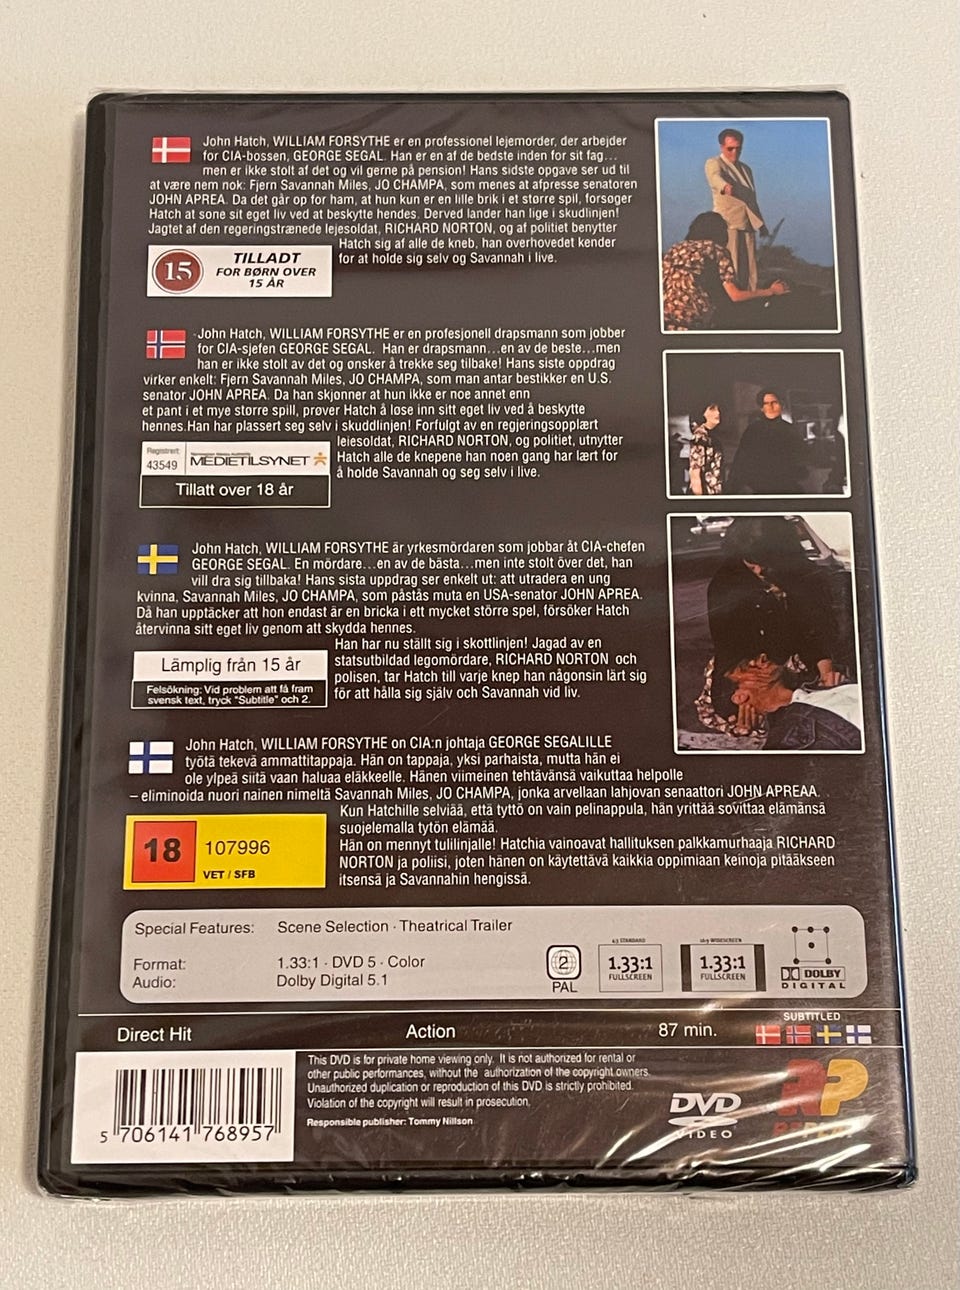 John Hatch, WILLIAM FORSYTHE er en professionel lejemorder, der arbejder
for CIA-bossen, GEORGE SEGAL. Han er en af de bedste inden for sit fag...
men er ikke stolt af det og vil gerne på pension! Hans sidste opgave ser ud til
at være nem nok: Fjern Savannah Miles, JO CHAMPA, som menes at afpresse senatoren
JOHN APREA. Da det går op for ham, at hun kun er en lille brik i et større spil, forsøger
Hatch at sone sit eget liv ved at beskytte hendes. Derved lander han lige i skudlinjen!
Jagtet af den regeringstrænede lejesoldat, RICHARD NORTON, og af politiet benytter
Hatch sig af alle de kneb, han overhovedet kender
for at holde sig selv og Savannah i live.
15
TILLADT
FOR BØRN OVER
15 ÅR
John Hatch, WILLIAM FORSYTHE er en profesjonell drapsmann som jobber
for CIA-sjefen GEORGE SEGAL. Han er drapsmann...en av de beste...men
han er ikke stolt av det og ønsker å trekke seg tilbake! Hans siste oppdrag
virker enkelt: Fjern Savannah Miles, JO CHAMPA, som man antar bestikker en U.S.
senator JOHN APREA. Da han skjønner at hun ikke er noe annet enn
et pant i et mye større spill, prøver Hatch å løse inn sitt eget liv ved å beskytte
hennes.Han har plassert seg selv i skuddlinjen! Forfulgt av en regjeringsopplært
leiesoldat, RICHARD NORTON, og politiet, utnytter
Hatch alle de knepene han noen gang har lært for
å holde Savannah og seg selv i live.
Registrert:
43549
MEDIETILSYNET
Tillatt over 18 år
John Hatch, WILLIAM FORSYTHE är yrkesmördaren som jobbar åt CIA-chefen
GEORGE SEGAL. En mördare...en av de bästa...men inte stolt över det, han
vill dra sig tillbaka! Hans sista uppdrag ser enkelt ut: att utradera en ung
kvinna, Savannah Miles, JO CHAMPA, som påstås muta en USA-senator JOHN APREA.
Då han upptäcker att hon endast är en bricka i ett mycket större spel, försöker Hatch
återvinna sitt eget liv genom att skydda hennes.
Han har nu ställt sig i skottlinjen! Jagad av en
statsutbildad legomördare, RICHARD NORTON och
polisen, tar Hatch till varje knep han någonsin lärt sig
för att hålla sig själv och Savannah vid liv.
Lämplig från 15 år
Felsökning: Vid problem att få fram
svensk text, tryck "Subtitle" och 2.
John Hatch, WILLIAM FORSYTHE on CIA:n johtaja GEORGE SEGALILLE
työtä tekevä ammattitappaja. Hän on tappaja, yksi parhaista, mutta hän ei
ole ylpeä siitä vaan haluaa eläkkeelle. Hänen viimeinen tehtävänsä vaikuttaa helpolle
– eliminoida nuori nainen nimeltä Savannah Miles, JO CHAMPA, jonka arvellaan lahjovan senaattori JOHN APREAA.
Kun Hatchille selviää, että tyttö on vain pelinappula, hän yrittää sovittaa elämänsä
suojelemalla tytön elämää.
Hän on mennyt tulilinjalle! Hatchia vainoavat hallituksen palkkamurhaaja RICHARD
NORTON ja poliisi, joten hänen on käytettävä kaikkia oppimiaan keinoja pitääkseen
itsensä ja Savannahin hengissä.
18
107996
VET / SFB
Special Features: Scene Selection · Theatrical Trailer
Format: 1.33:1 · DVD 5 · Color
Audio: Dolby Digital 5.1
2
PAL
4:3 STANDARD
1.33:1
FULLSCREEN
16:9 WIDESCREEN
1.33:1
FULLSCREEN
DOLBY
DIGITAL
Direct Hit Action 87 min.
SUBTITLED
This DVD is for private home viewing only. It is not authorized for rental or
other public performances, without the authorization of the copyright owners.
Unauthorized duplication or reproduction of this DVD is strictly prohibited.
Violation of the copyright will result in prosecution.
Responsible publisher: Tommy Nillson
5 706141 768957
DVD
VIDEO
RP
REPLAY